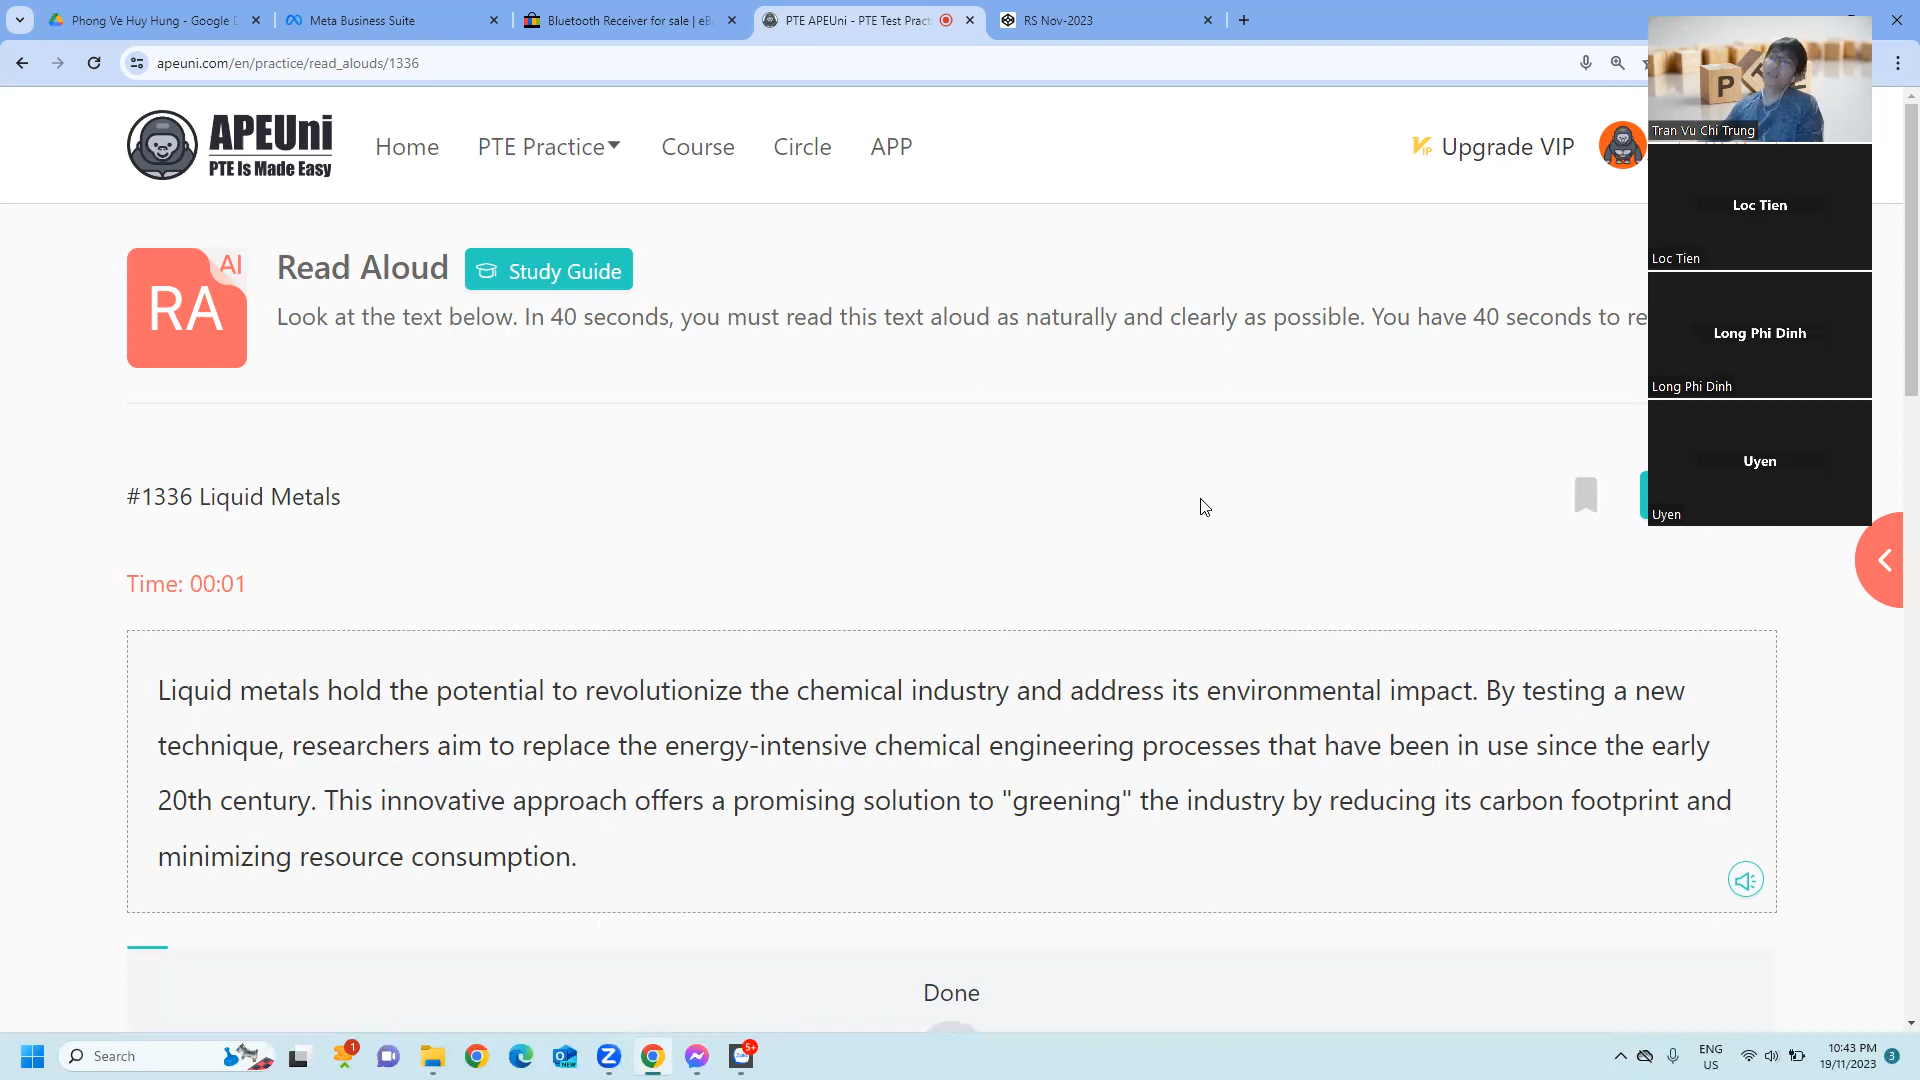 Phong Ve Huy Hung - Google D
Meta Business Suite
Bluetooth Receiver for sale | eB
PTE APEUni - PTE Test Pract
RS Nov-2023
apeuni.com/en/practice/read_alouds/1336
APEUni
PTE Is Made Easy
Home
PTE Practice
Course
Circle
APP
VIP
Upgrade VIP
P
T
E
Tran Vu Chi Trung
Loc Tien
Loc Tien
Long Phi Dinh
Long Phi Dinh
Uyen
Uyen
AI
RA
Read Aloud
Study Guide
Look at the text below. In 40 seconds, you must read this text aloud as naturally and clearly as possible. You have 40 seconds to re
#1336 Liquid Metals
Time: 00:01
Liquid metals hold the potential to revolutionize the chemical industry and address its environmental impact. By testing a new
technique, researchers aim to replace the energy-intensive chemical engineering processes that have been in use since the early
20th century. This innovative approach offers a promising solution to "greening" the industry by reducing its carbon footprint and
minimizing resource consumption.
Done
Search
1
NEW
Zalo
5+
ENG
US
10:43 PM
19/11/2023
3